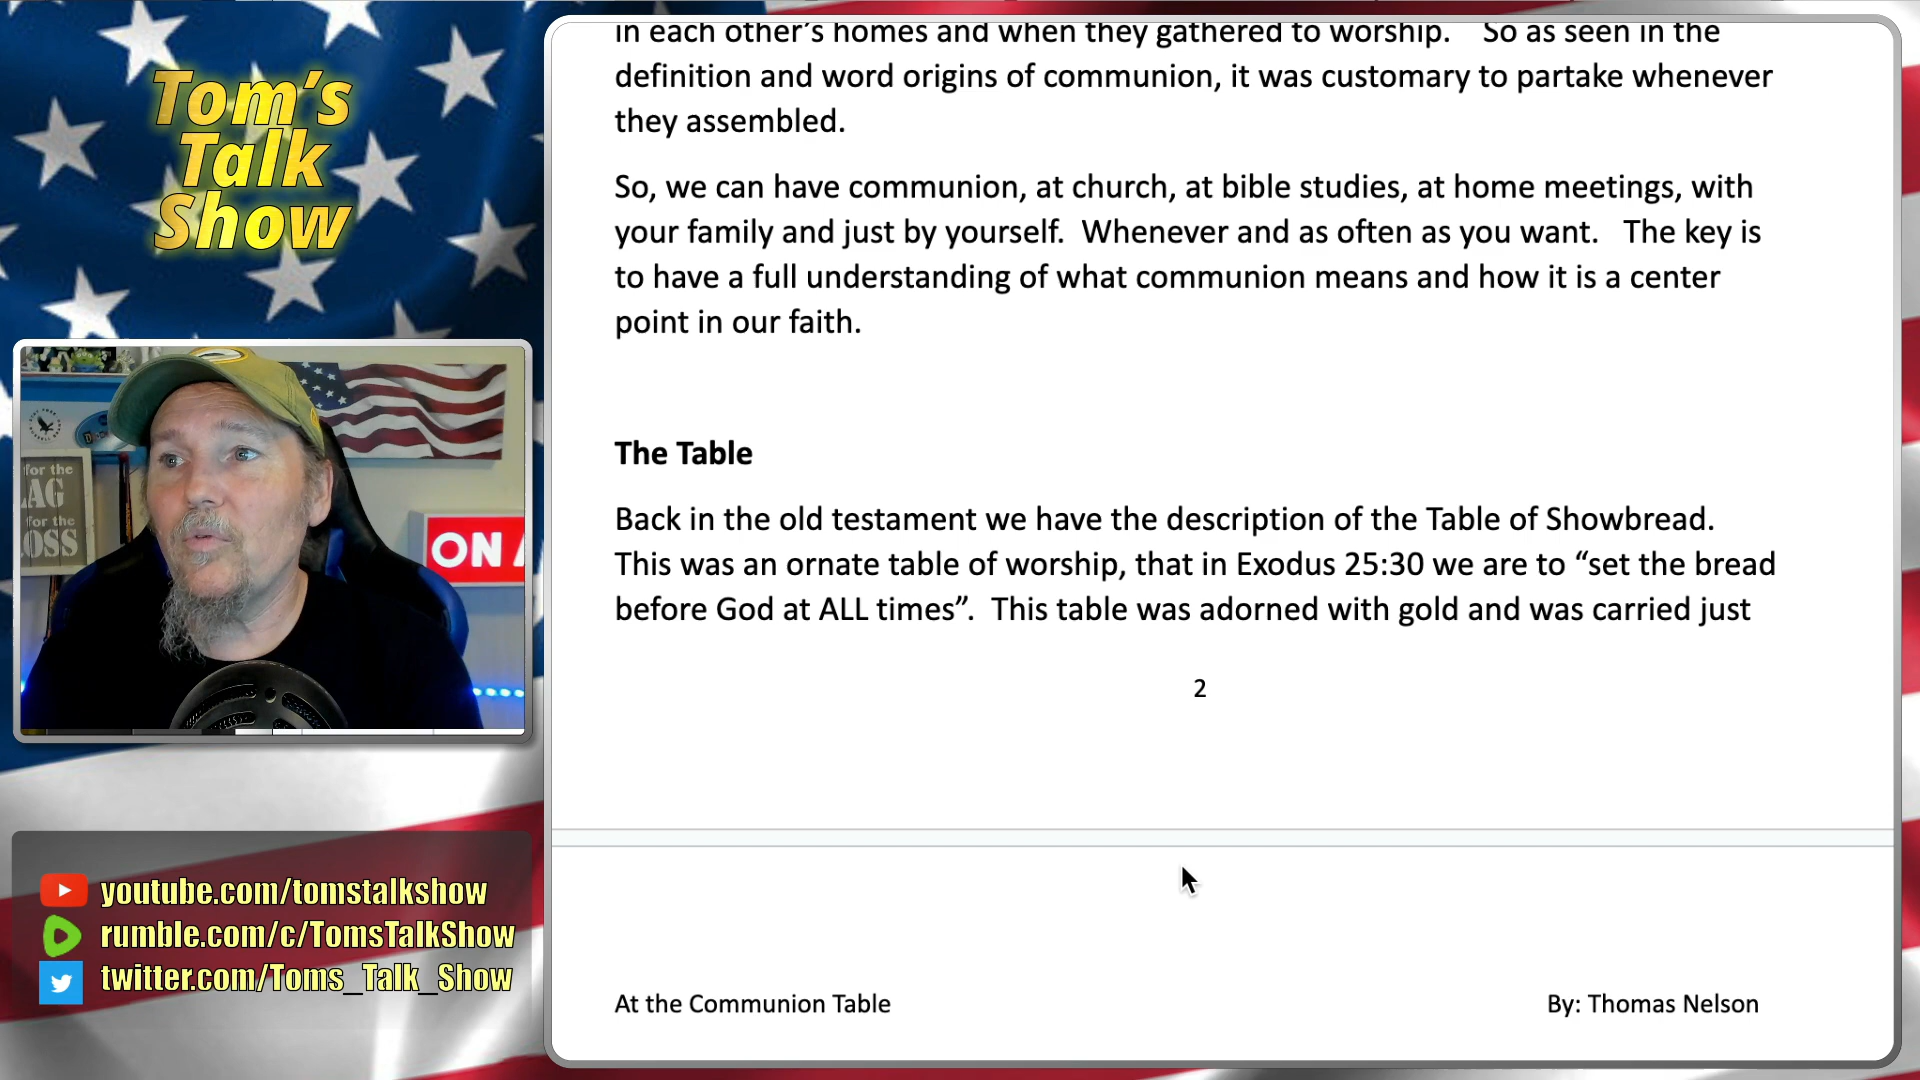 Tom's
Talk
Show
in each other's homes and when they gathered to worship. So as seen in the
definition and word origins of communion, it was customary to partake whenever
they assembled.
So, we can have communion, at church, at bible studies, at home meetings, with
your family and just by yourself. Whenever and as often as you want. The key is
to have a full understanding of what communion means and how it is a center
point in our faith.
The Table
Back in the old testament we have the description of the Table of Showbread.
This was an ornate table of worship, that in Exodus 25:30 we are to “set the bread
before God at ALL times”. This table was adorned with gold and was carried just
2
At the Communion Table
By: Thomas Nelson
for the
LAG
for the
ROSS
ON A
youtube.com/tomstalkshow
rumble.com/c/TomsTalkShow
twitter.com/Toms_Talk_Show